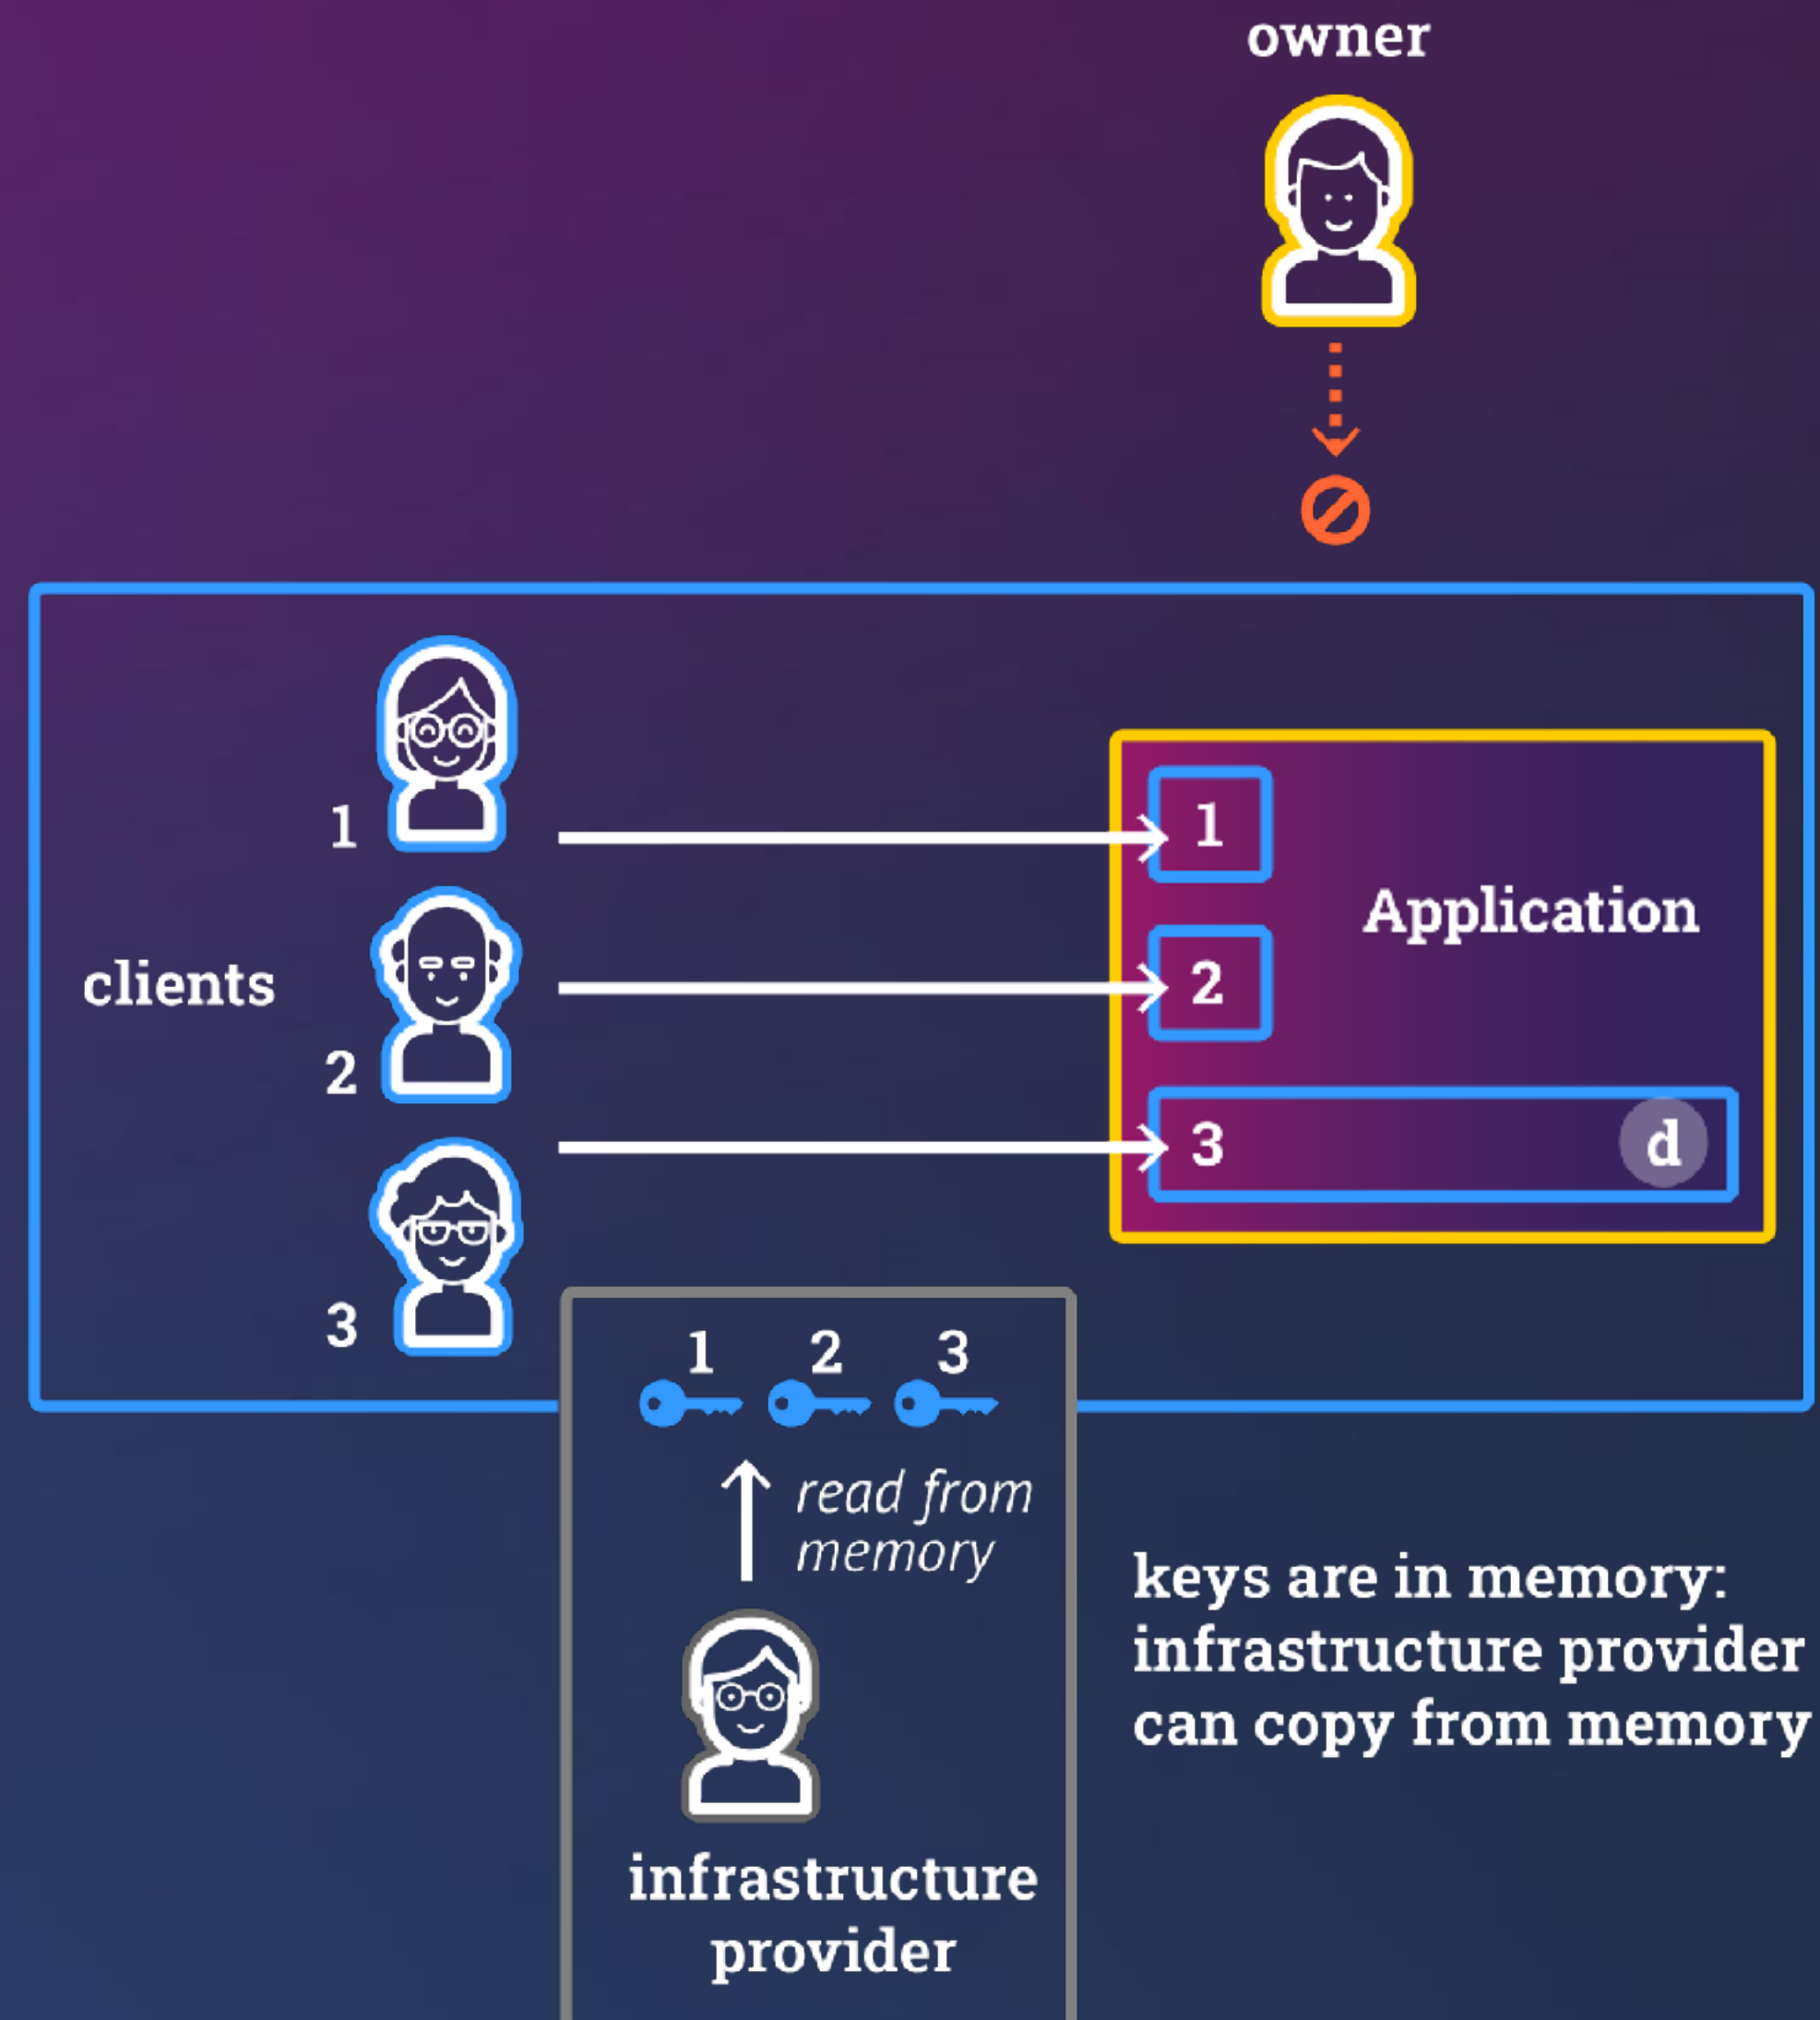 owner
1
1
Application
clients
2
2
3
d
3
1 2 3
read from
memory
keys are in memory:
infrastructure provider
can copy from memory
infrastructure
provider